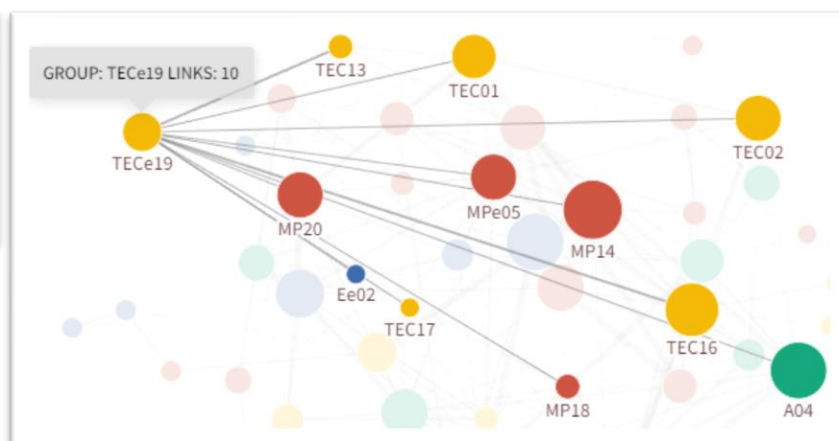 GROUP: TECe19 LINKS: 10
TEC13
TEC01
TECe19
TEC02
MP20
MPe05
MP14
Ee02
TEC17
TEC16
MP18
A04